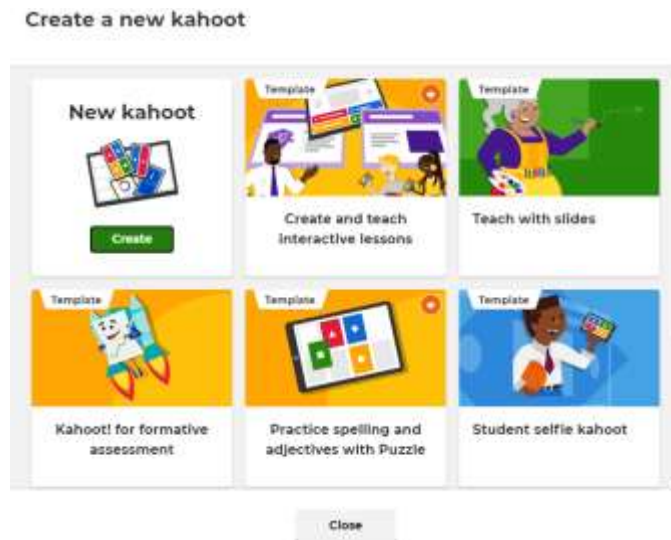 Create a new kahoot
New kahoot
Create
Template
Create and teach
interactive lessons
Template
Teach with slides
Template
Kahoot! for formative
assessment
Template
Practice spelling and
adjectives with Puzzle
Template
Student selfie kahoot
Close